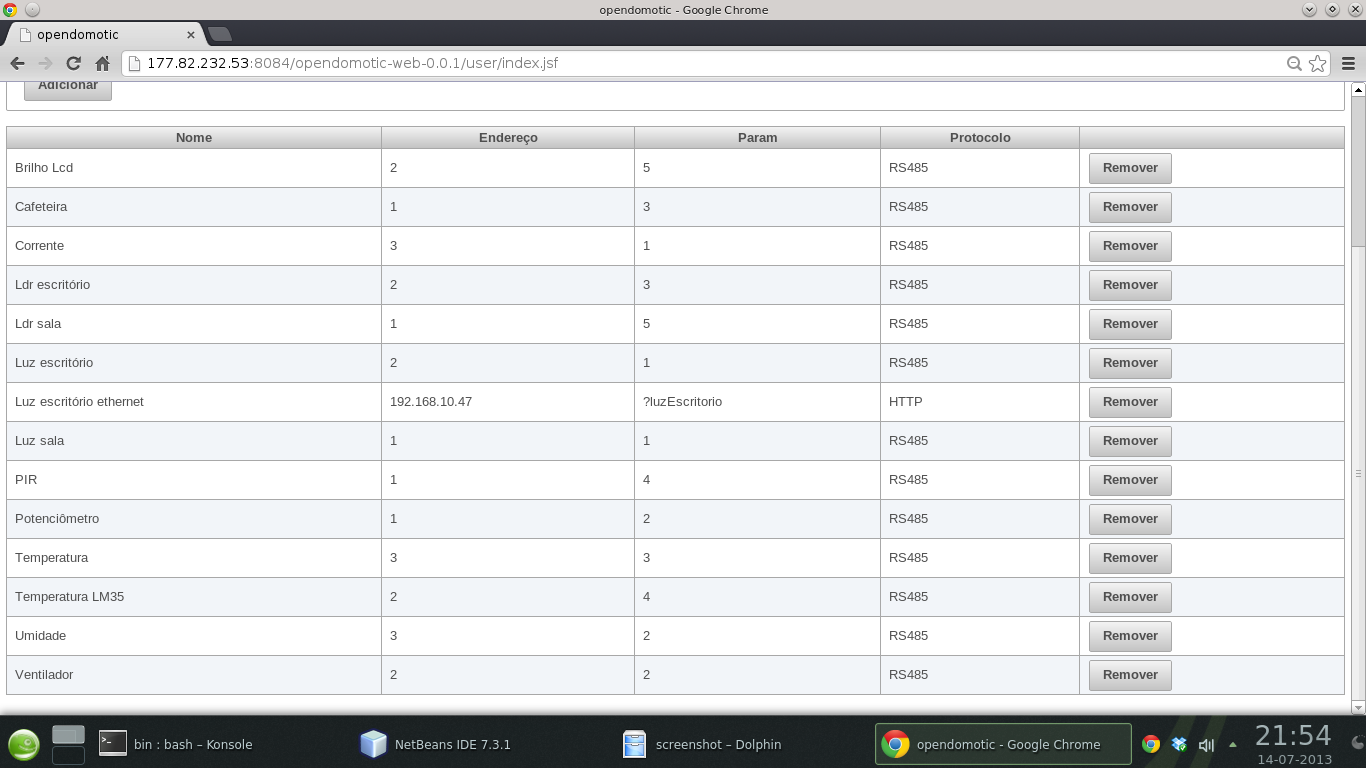 opendomotic - Google Chrome
opendomotic
177.82.232.53:8084/opendomotic-web-0.0.1/user/index.jsf
Adicionar
Nome Endereço Param Protocolo
Brilho Lcd 2 5 RS485 Remover
Cafeteira 1 3 RS485 Remover
Corrente 3 1 RS485 Remover
Ldr escritório 2 3 RS485 Remover
Ldr sala 1 5 RS485 Remover
Luz escritório 2 1 RS485 Remover
Luz escritório ethernet 192.168.10.47 ?luzEscritorio HTTP Remover
Luz sala 1 1 RS485 Remover
PIR 1 4 RS485 Remover
Potenciômetro 1 2 RS485 Remover
Temperatura 3 3 RS485 Remover
Temperatura LM35 2 4 RS485 Remover
Umidade 3 2 RS485 Remover
Ventilador 2 2 RS485 Remover
bin : bash – Konsole NetBeans IDE 7.3.1 screenshot – Dolphin opendomotic - Google Chrome 21:54
14-07-2013